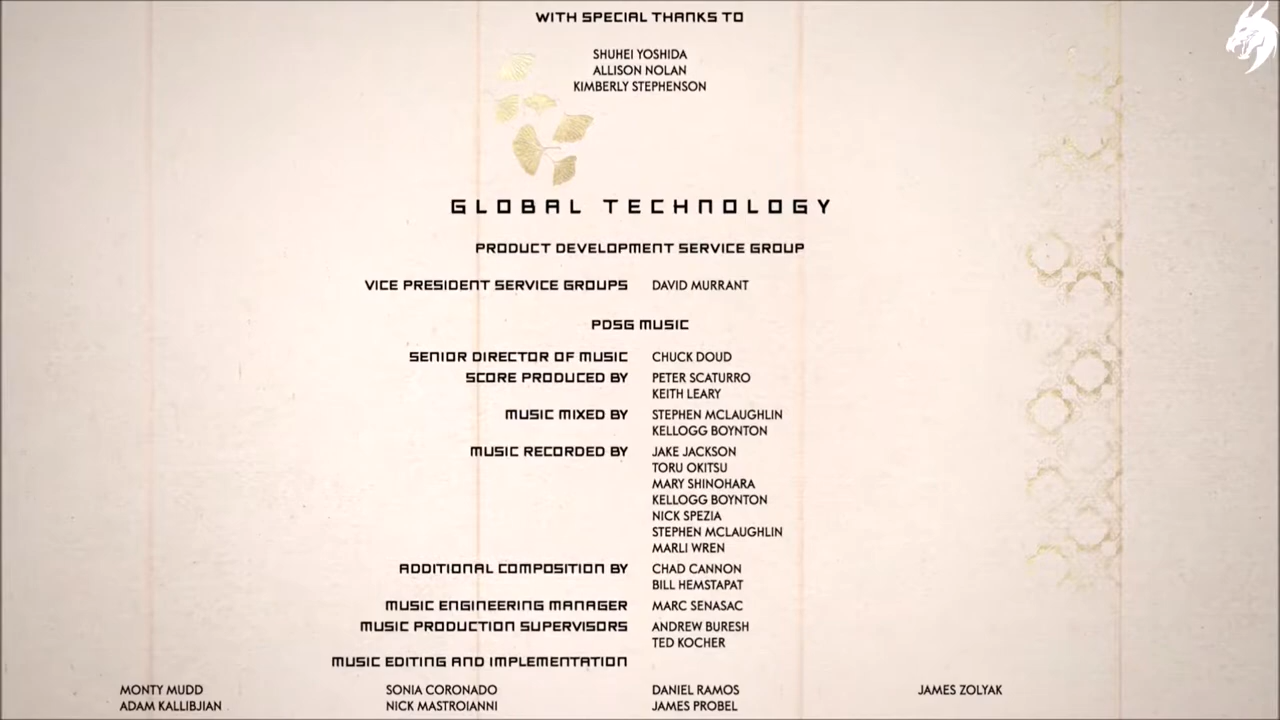 WITH SPECIAL THANKS TO
SHUHEI YOSHIDA
ALLISON NOLAN
KIMBERLY STEPHENSON
GLOBAL TECHNOLOGY
PRODUCT DEVELOPMENT SERVICE GROUP
VICE PRESIDENT SERVICE GROUPS DAVID MURRANT
PDSG MUSIC
SENIOR DIRECTOR OF MUSIC CHUCK DOUD
SCORE PRODUCED BY PETER SCATURRO
KEITH LEARY
MUSIC MIXED BY STEPHEN MCLAUGHLIN
KELLOGG BOYNTON
MUSIC RECORDED BY JAKE JACKSON
TORU OKITSU
MARY SHINOHARA
KELLOGG BOYNTON
NICK SPEZIA
STEPHEN MCLAUGHLIN
MARLI WREN
ADDITIONAL COMPOSITION BY CHAD CANNON
BILL HEMSTAPAT
MUSIC ENGINEERING MANAGER MARC SENASAC
MUSIC PRODUCTION SUPERVISORS ANDREW BURESH
TED KOCHER
MUSIC EDITING AND IMPLEMENTATION
MONTY MUDD SONIA CORONADO DANIEL RAMOS JAMES ZOLYAK
ADAM KALLIBJIAN NICK MASTROIANNI JAMES PROBEL